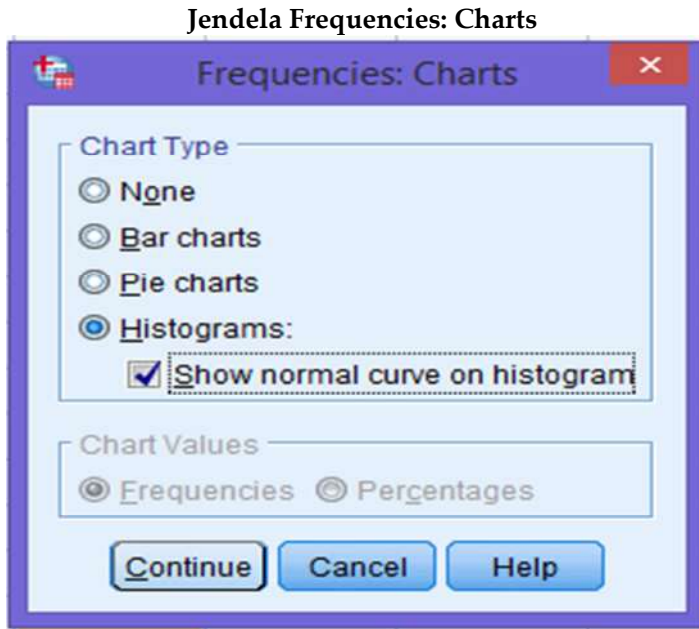 Jendela Frequencies: Charts
Frequencies: Charts
Chart Type
None
Bar charts
Pie charts
Histograms:
Show normal curve on histogram
Chart Values
Frequencies Percentages
Continue Cancel Help